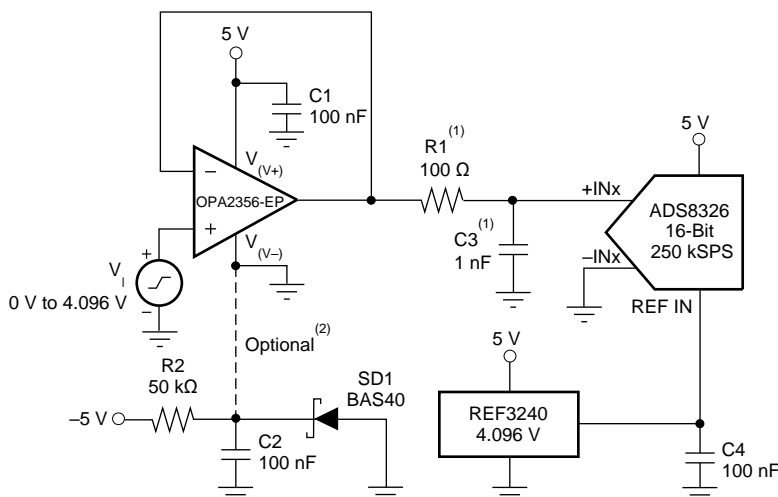 5 V
C1
100 nF
V(V+)
−
OPA2356-EP
+
V(V−)
+
VI
−
0 V to 4.096 V
R1(1)
100 Ω
C3(1)
1 nF
5 V
+INx
ADS8326
16-Bit
250 kSPS
−INx
REF IN
Optional(2)
R2
50 kΩ
−5 V
SD1
BAS40
C2
100 nF
5 V
REF3240
4.096 V
C4
100 nF